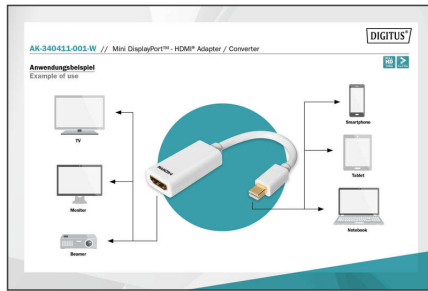 DIGITUS®
AK-340411-001-W // Mini DisplayPort™ - HDMI® Adapter / Converter
Anwendungsbeispiel
Example of use
HD
TV
Monitor
Beamer
Smartphone
Tablet
Notebook